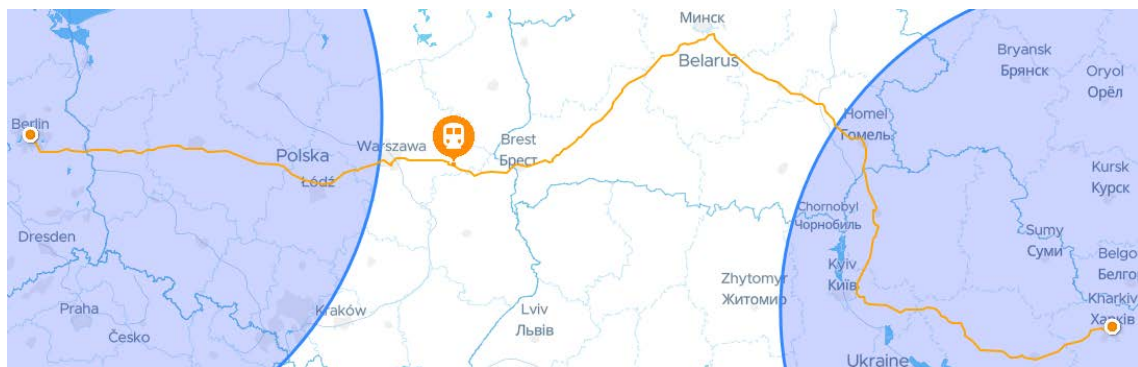 Минск
Belarus
Bryansk
Брянск
Oryol
Орёл
Berlin
Homel
Гомель
Warszawa
Brest
Брест
Polska
Łódź
Kursk
Курск
Chornobyl
Чорнобиль
Dresden
Sumy
Суми
Belgo
Белго
Kyiv
Київ
Zhytomyr
Житомир
Kharkiv
Харків
Praha
Kraków
Lviv
Львів
Česko
Ukraine